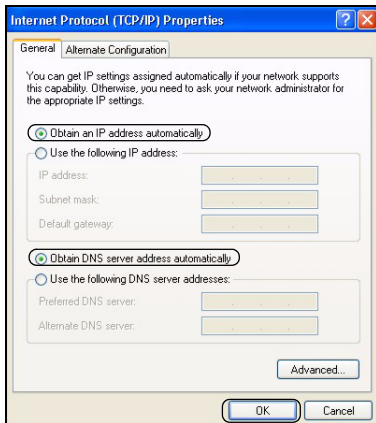 Internet Protocol (TCP/IP) Properties
General Alternate Configuration
You can get IP settings assigned automatically if your network supports
this capability. Otherwise, you need to ask your network administrator for
the appropriate IP settings.
Obtain an IP address automatically
Use the following IP address:
IP address:
Subnet mask:
Default gateway:
Obtain DNS server address automatically
Use the following DNS server addresses:
Preferred DNS server:
Alternate DNS server:
Advanced...
OK Cancel